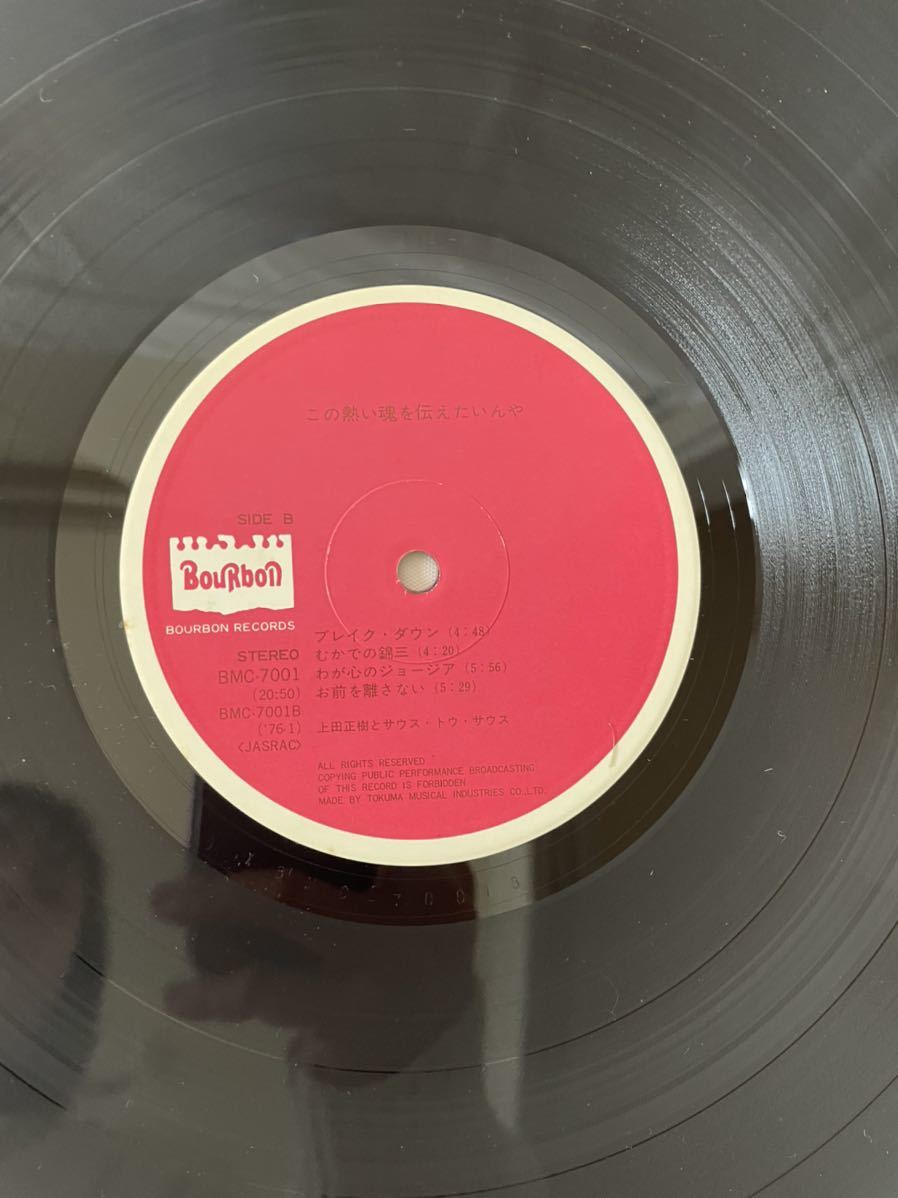 この熱い魂を伝えたいんや
SIDE B
BouRbon
BOURBON RECORDS
STEREO
BMC-7001
(20:50)
BMC-7001B
('76・1)
<JASRAC>
ブレイク・ダウン (4:48)
むかでの錦三 (4:20)
わが心のジョージア (5:56)
お前を離さない (5:29)
上田正樹とサウス・トゥ・サウス
ALL RIGHTS RESERVED
COPYING PUBLIC PERFORMANCE BROADCASTING
OF THIS RECORD IS FORBIDDEN
MADE BY TOKUMA MUSICAL INDUSTRIES CO.,LTD.